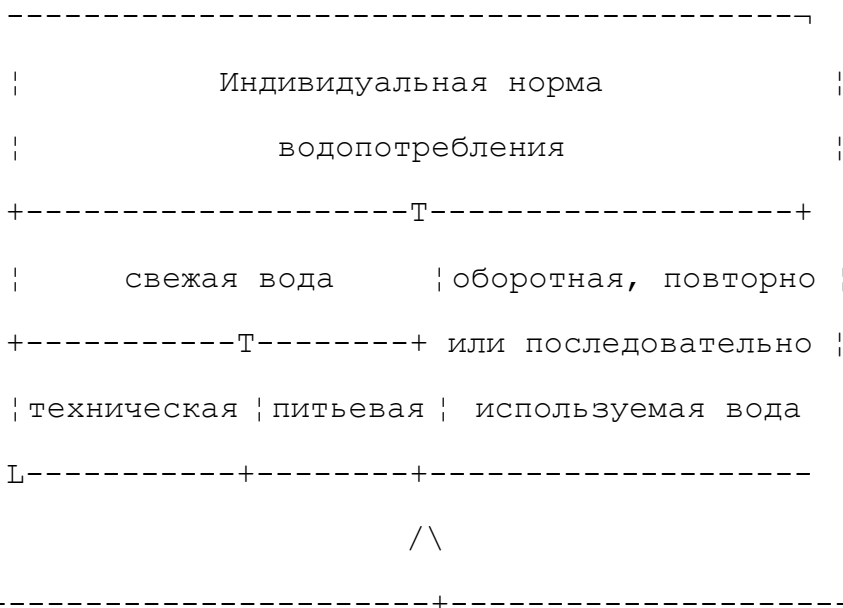 Индивидуальная норма
водопотребления
свежая вода ¦оборотная, повторно
или последовательно
¦техническая ¦питьевая ¦ используемая вода